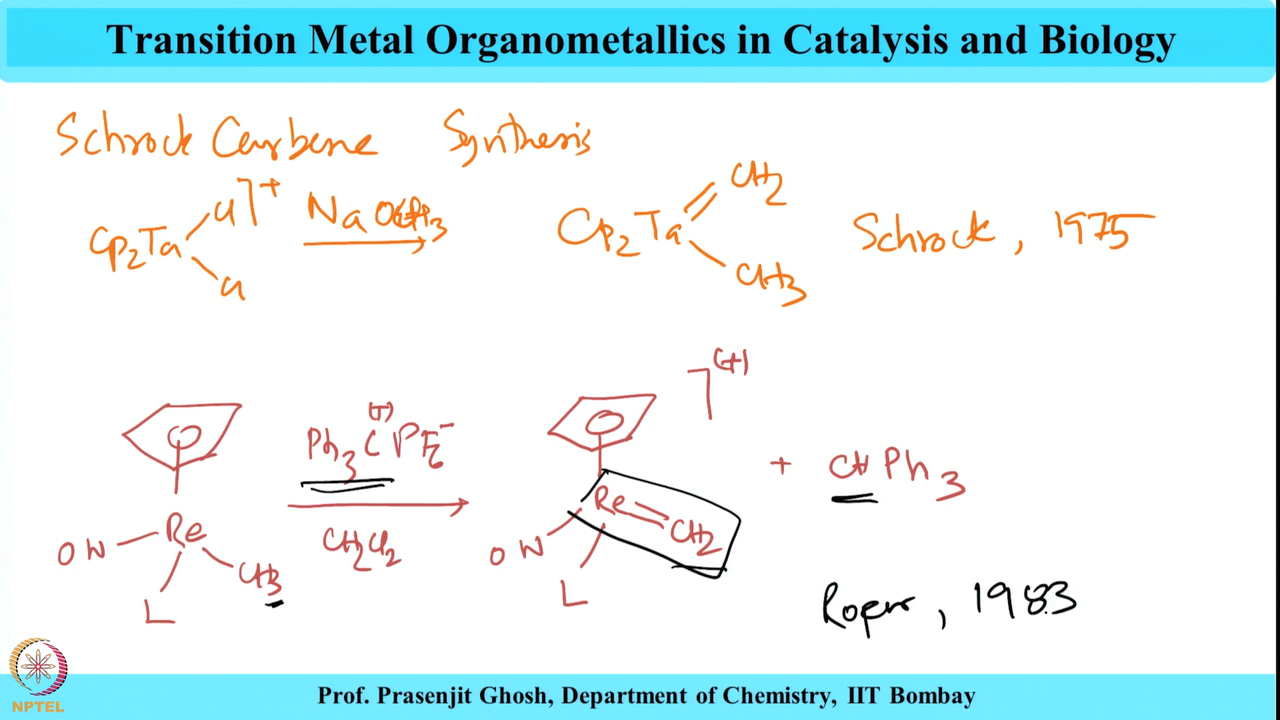 Transition Metal Organometallics in Catalysis and Biology
Schrock Carbene Synthesis
Cp2Ta Cl Cl ]+ NaOCH3 → Cp2Ta = CH2 CH3 Schrock, 1975
Re ON L CH3 Ph3C(+) PF6- CH2Cl2 → Re = CH2 ON L ](+) + CHPh3
Roper, 1983
NPTEL
Prof. Prasenjit Ghosh, Department of Chemistry, IIT Bombay